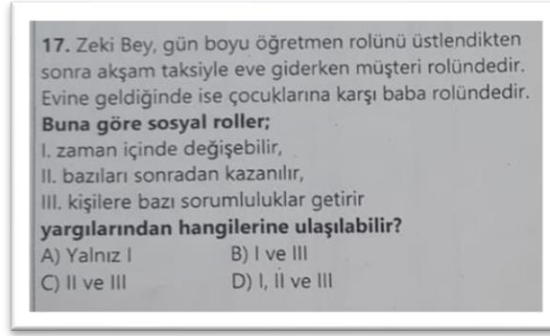 17. Zeki Bey, gün boyu öğretmen rolünü üstlendikten
sonra akşam taksiyle eve giderken müşteri rolündedir.
Evine geldiğinde ise çocuklarına karşı baba rolündedir.
Buna göre sosyal roller;
I. zaman içinde değişebilir,
II. bazıları sonradan kazanılır,
III. kişilere bazı sorumluluklar getirir
yargılarından hangilerine ulaşılabilir?
A) Yalnız I B) I ve III
C) II ve III D) I, II ve III